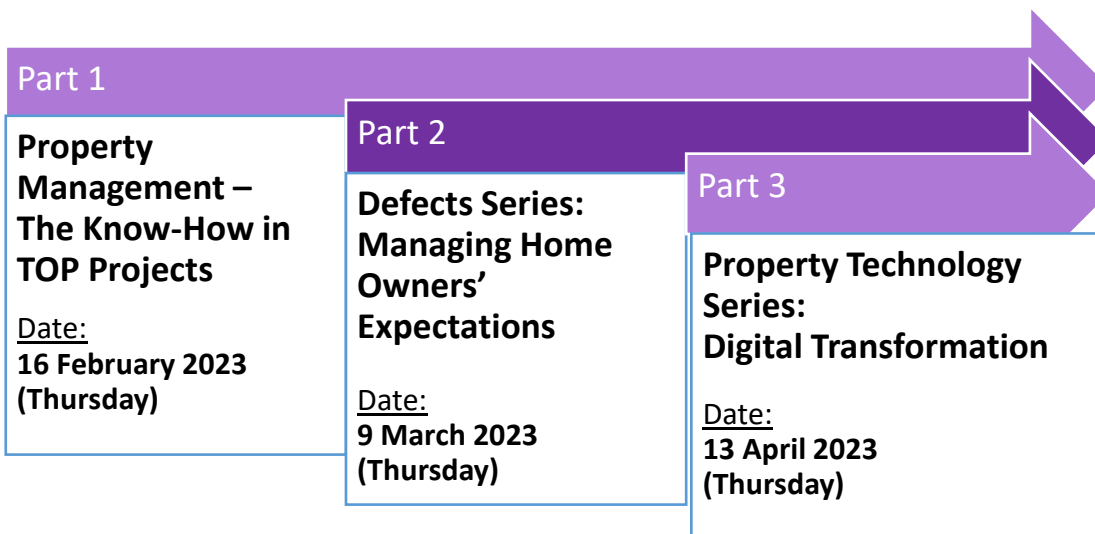 Part 1
Property
Management –
The Know-How in
TOP Projects
Date:
16 February 2023
(Thursday)
Part 2
Defects Series:
Managing Home
Owners’
Expectations
Date:
9 March 2023
(Thursday)
Part 3
Property Technology
Series:
Digital Transformation
Date:
13 April 2023
(Thursday)